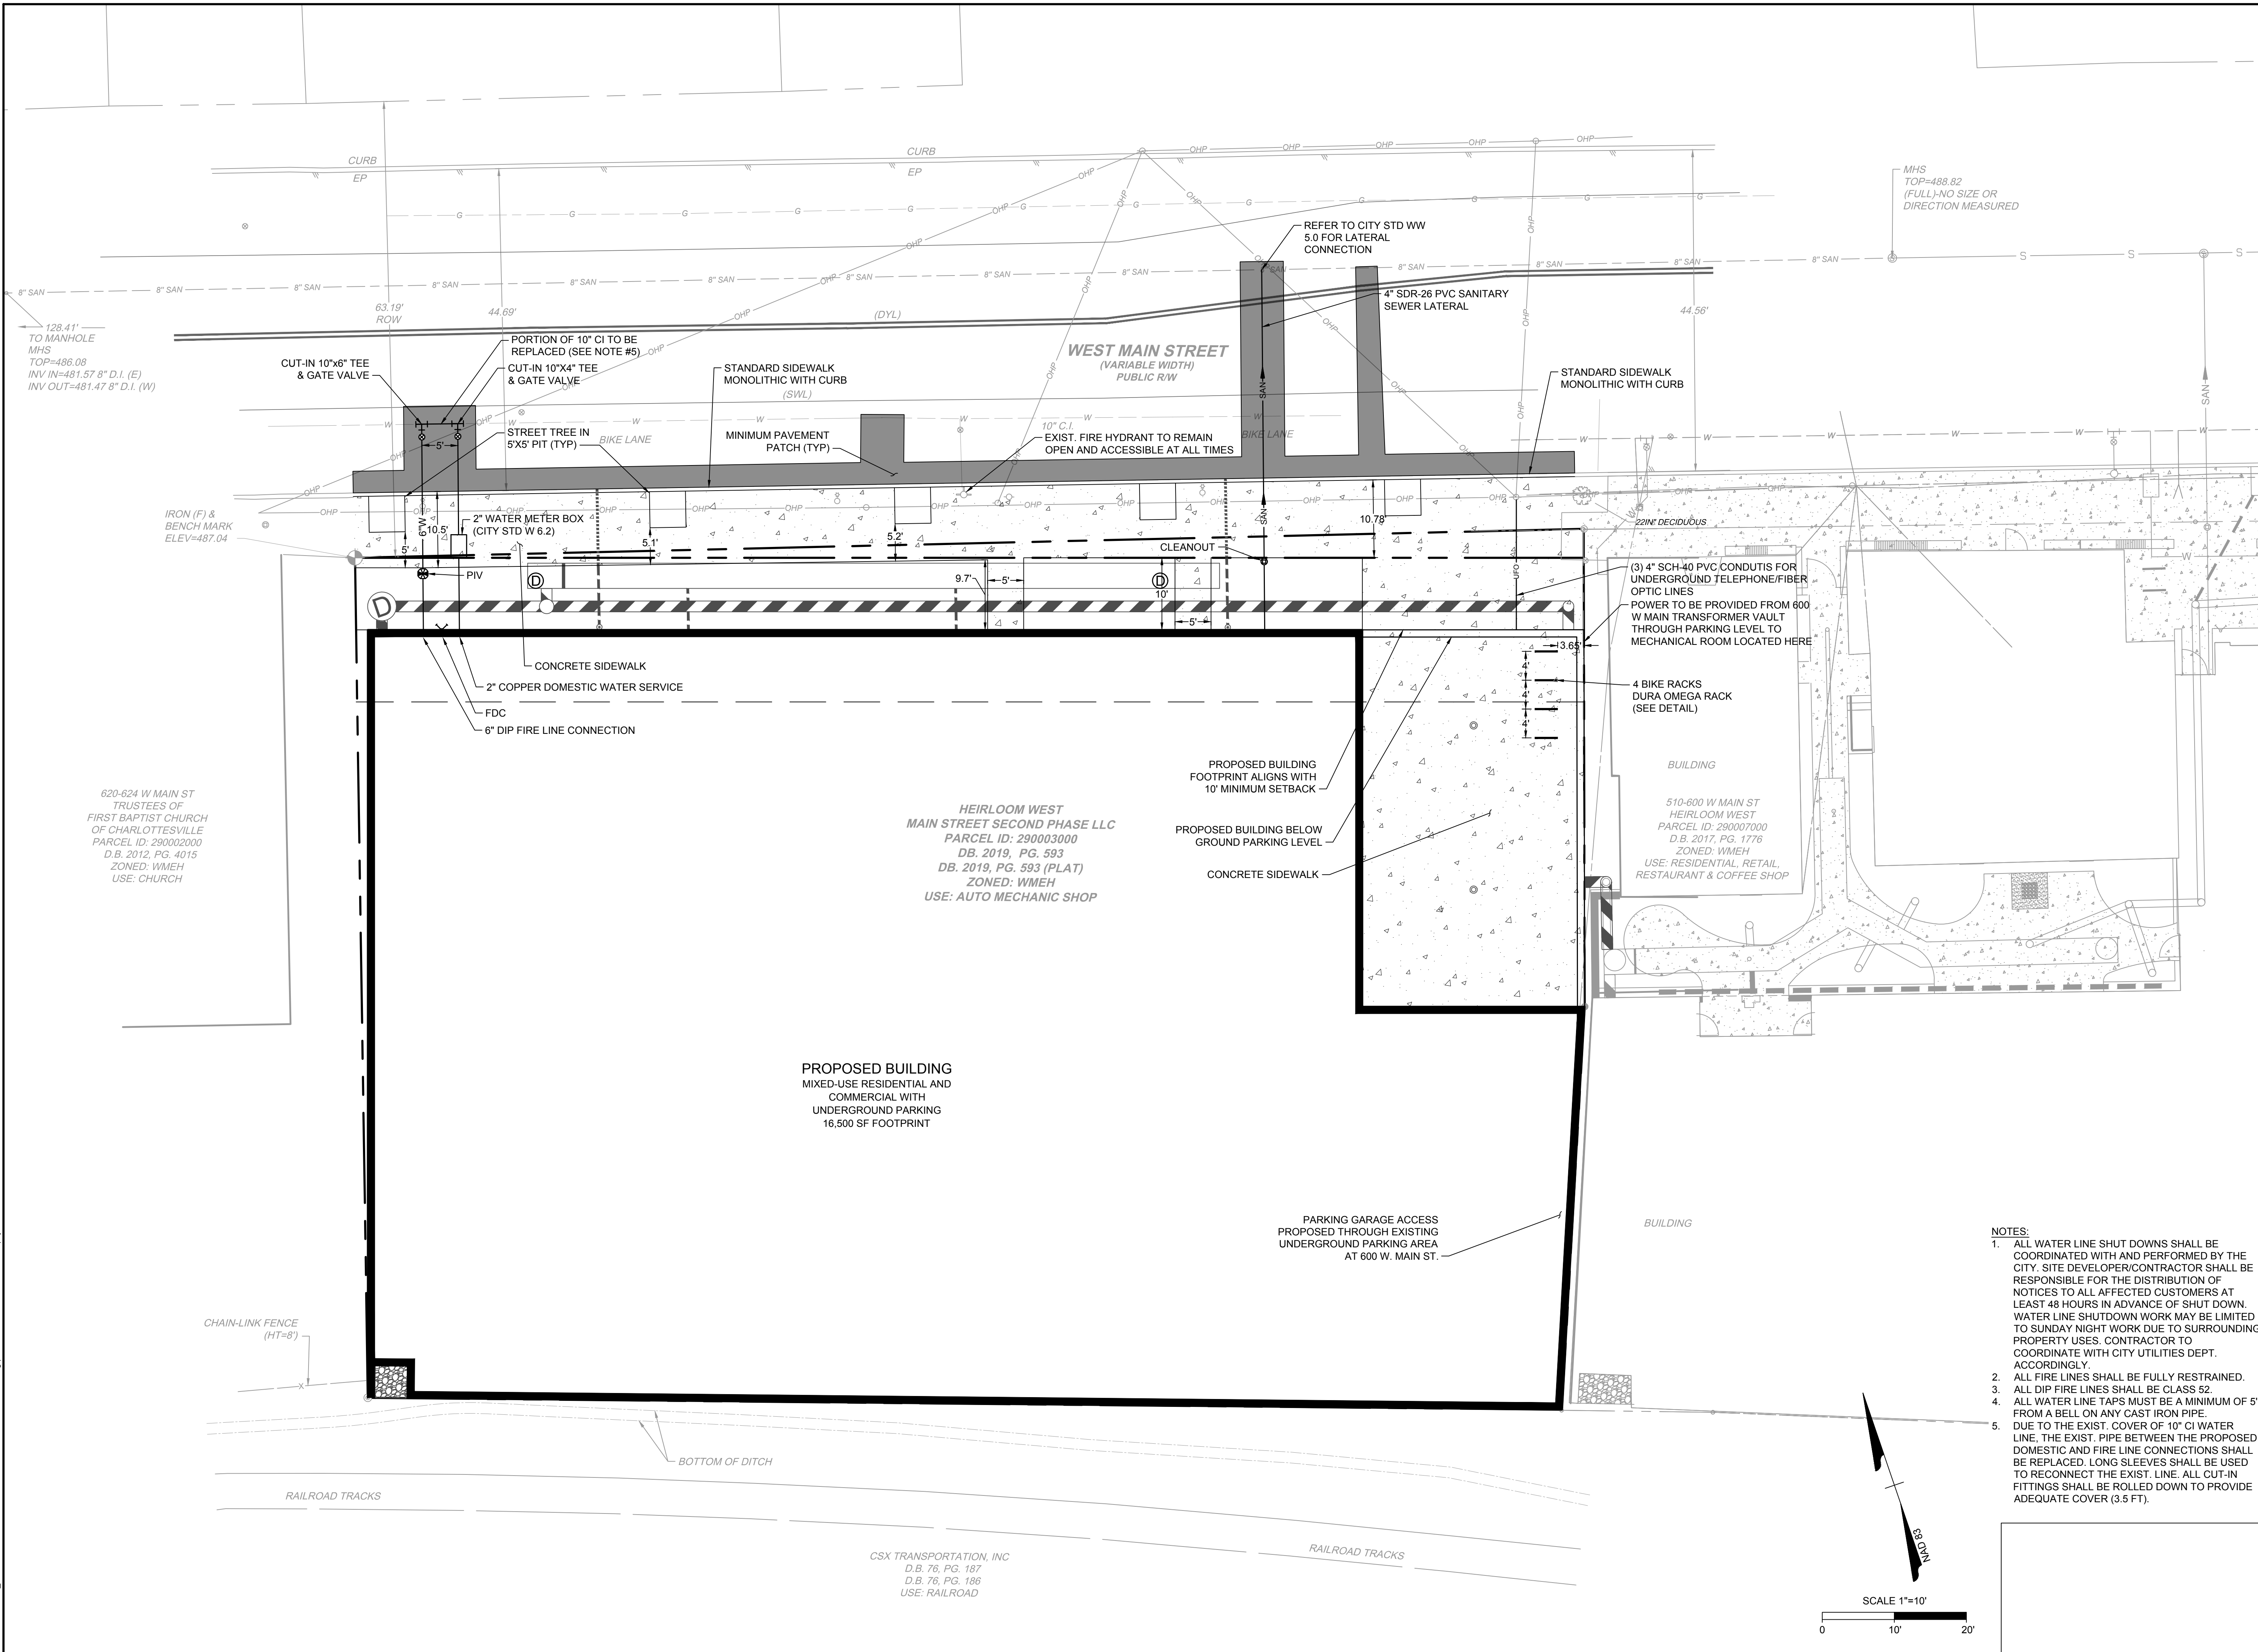 CURB
CURB
EP
EP
OHP
OHP
OHP
OHP
OHP
G
G
G
G
G
G
G
G
G
G
G
G
MHS
TOP=488.82
(FULL)-NO SIZE OR
DIRECTION MEASURED
REFER TO CITY STD WW
5.0 FOR LATERAL
CONNECTION
8" SAN
8" SAN
8" SAN
8" SAN
8" SAN
8" SAN
8" SAN
8" SAN
8" SAN
SAN
8" SAN
8" SAN
8" SAN
8" SAN
S
S
S
128.41'
TO MANHOLE
MHS
TOP=486.08
INV IN=481.57 8" D.I. (E)
INV OUT=481.47 8" D.I. (W)
63.19'
ROW
44.69'
(DYL)
4" SDR-26 PVC SANITARY
SEWER LATERAL
44.56'
WEST MAIN STREET
(VARIABLE WIDTH)
PUBLIC R/W
CUT-IN 10"x6" TEE
& GATE VALVE
PORTION OF 10" CI TO BE
REPLACED (SEE NOTE #5)
CUT-IN 10"X4" TEE
& GATE VALVE
STANDARD SIDEWALK
MONOLITHIC WITH CURB
(SWL)
STANDARD SIDEWALK
MONOLITHIC WITH CURB
SAN
SAN
STREET TREE IN
5'X5' PIT (TYP)
BIKE LANE
MINIMUM PAVEMENT
PATCH (TYP)
10" C.I.
EXIST. FIRE HYDRANT TO REMAIN
OPEN AND ACCESSIBLE AT ALL TIMES
BIKE LANE
5'
IRON (F) &
BENCH MARK
ELEV=487.04
6"W
10.5'
5'
2" WATER METER BOX
(CITY STD W 6.2)
5.1'
5.2'
SAN
10.78'
22IN" DECIDUOUS
CLEANOUT
PIV
D
D
D
9.7'
5'
10'
5'
UFO
(3) 4" SCH-40 PVC CONDUTIS FOR
UNDERGROUND TELEPHONE/FIBER
OPTIC LINES
POWER TO BE PROVIDED FROM 600
W MAIN TRANSFORMER VAULT
THROUGH PARKING LEVEL TO
MECHANICAL ROOM LOCATED HERE
CONCRETE SIDEWALK
2" COPPER DOMESTIC WATER SERVICE
FDC
6" DIP FIRE LINE CONNECTION
3.65'
4'
4'
4'
4 BIKE RACKS
DURA OMEGA RACK
(SEE DETAIL)
PROPOSED BUILDING
FOOTPRINT ALIGNS WITH
10' MINIMUM SETBACK
PROPOSED BUILDING BELOW
GROUND PARKING LEVEL
CONCRETE SIDEWALK
620-624 W MAIN ST
TRUSTEES OF
FIRST BAPTIST CHURCH
OF CHARLOTTESVILLE
PARCEL ID: 290002000
D.B. 2012, PG. 4015
ZONED: WMEH
USE: CHURCH
HEIRLOOM WEST
MAIN STREET SECOND PHASE LLC
PARCEL ID: 290003000
DB. 2019, PG. 593
DB. 2019, PG. 593 (PLAT)
ZONED: WMEH
USE: AUTO MECHANIC SHOP
BUILDING
510-600 W MAIN ST
HEIRLOOM WEST
PARCEL ID: 290007000
D.B. 2017, PG. 1776
ZONED: WMEH
USE: RESIDENTIAL, RETAIL,
RESTAURANT & COFFEE SHOP
PROPOSED BUILDING
MIXED-USE RESIDENTIAL AND
COMMERCIAL WITH
UNDERGROUND PARKING
16,500 SF FOOTPRINT
PARKING GARAGE ACCESS
PROPOSED THROUGH EXISTING
UNDERGROUND PARKING AREA
AT 600 W. MAIN ST.
BUILDING
CHAIN-LINK FENCE
(HT=8')
X
BOTTOM OF DITCH
RAILROAD TRACKS
RAILROAD TRACKS
CSX TRANSPORTATION, INC
D.B. 76, PG. 187
D.B. 76, PG. 186
USE: RAILROAD
NOTES:
1. ALL WATER LINE SHUT DOWNS SHALL BE
COORDINATED WITH AND PERFORMED BY THE
CITY. SITE DEVELOPER/CONTRACTOR SHALL BE
RESPONSIBLE FOR THE DISTRIBUTION OF
NOTICES TO ALL AFFECTED CUSTOMERS AT
LEAST 48 HOURS IN ADVANCE OF SHUT DOWN.
WATER LINE SHUTDOWN WORK MAY BE LIMITED
TO SUNDAY NIGHT WORK DUE TO SURROUNDING
PROPERTY USES. CONTRACTOR TO
COORDINATE WITH CITY UTILITIES DEPT.
ACCORDINGLY.
2. ALL FIRE LINES SHALL BE FULLY RESTRAINED.
3. ALL DIP FIRE LINES SHALL BE CLASS 52.
4. ALL WATER LINE TAPS MUST BE A MINIMUM OF 5'
FROM A BELL ON ANY CAST IRON PIPE.
5. DUE TO THE EXIST. COVER OF 10" CI WATER
LINE, THE EXIST. PIPE BETWEEN THE PROPOSED
DOMESTIC AND FIRE LINE CONNECTIONS SHALL
BE REPLACED. LONG SLEEVES SHALL BE USED
TO RECONNECT THE EXIST. LINE. ALL CUT-IN
FITTINGS SHALL BE ROLLED DOWN TO PROVIDE
ADEQUATE COVER (3.5 FT).
NAD 83
SCALE 1"=10'
0 10' 20'